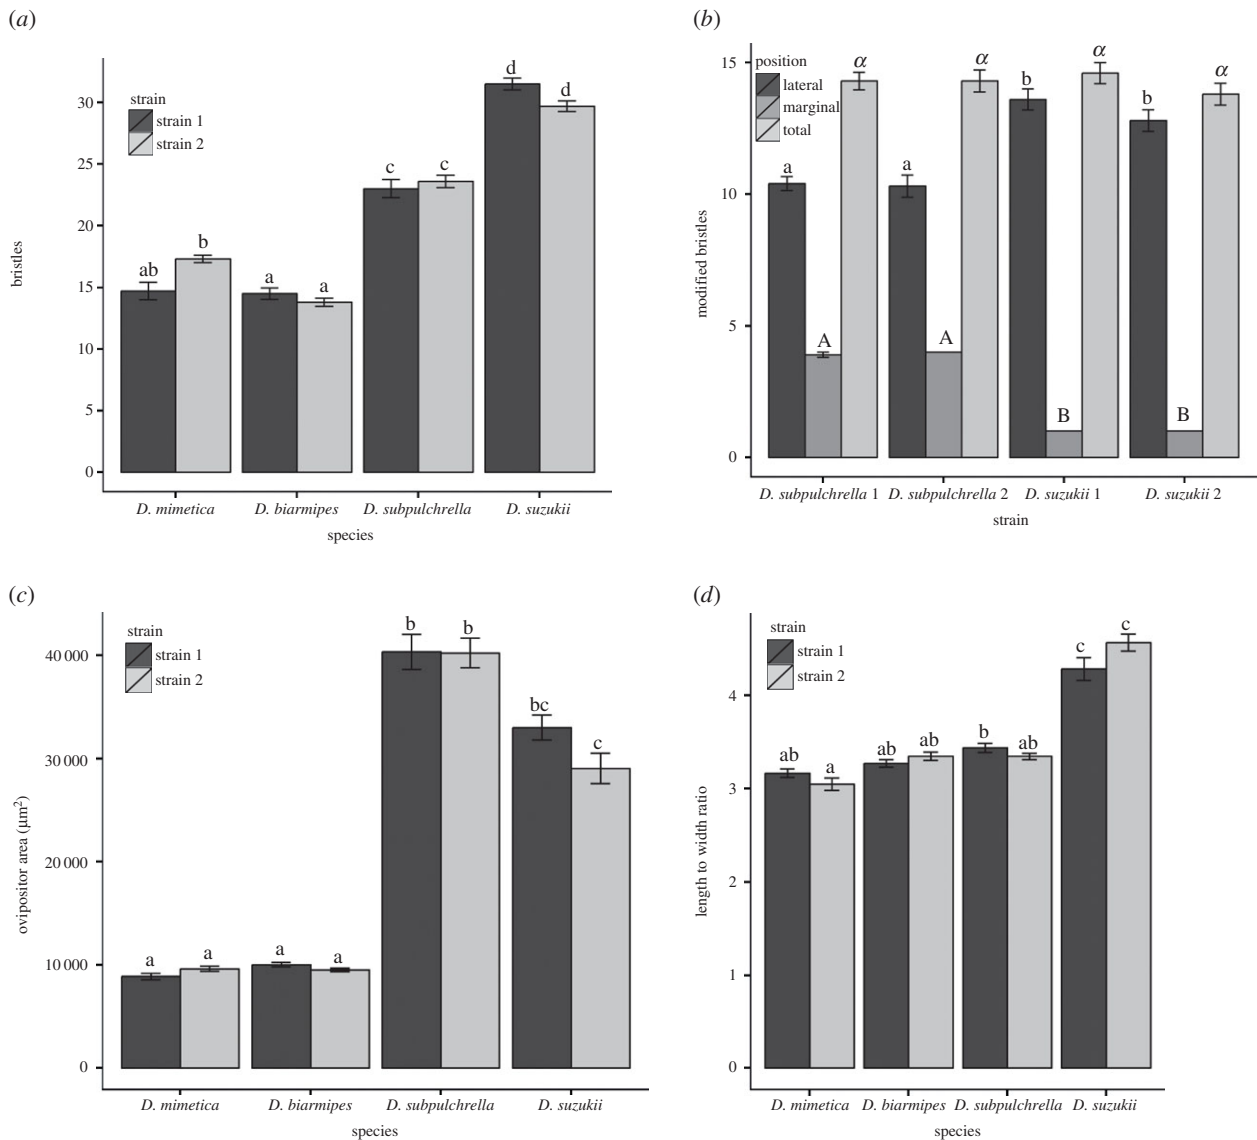 (a)
strain
strain 1
strain 2
bristles
30
25
20
15
10
5
0
ab
b
a
a
c
c
d
d
D. mimetica
D. biarmipes
D. subpulchrella
D. suzukii
species
(b)
position
lateral
marginal
total
modified bristles
15
10
5
0
a
A
α
a
A
α
b
B
α
b
B
α
D. subpulchrella 1
D. subpulchrella 2
D. suzukii 1
D. suzukii 2
strain
(c)
strain
strain 1
strain 2
ovipositor area (μm²)
40 000
30 000
20 000
10 000
0
a
a
a
a
b
b
bc
c
D. mimetica
D. biarmipes
D. subpulchrella
D. suzukii
species
(d)
strain
strain 1
strain 2
length to width ratio
4
3
2
1
0
ab
a
ab
ab
b
ab
c
c
D. mimetica
D. biarmipes
D. subpulchrella
D. suzukii
species